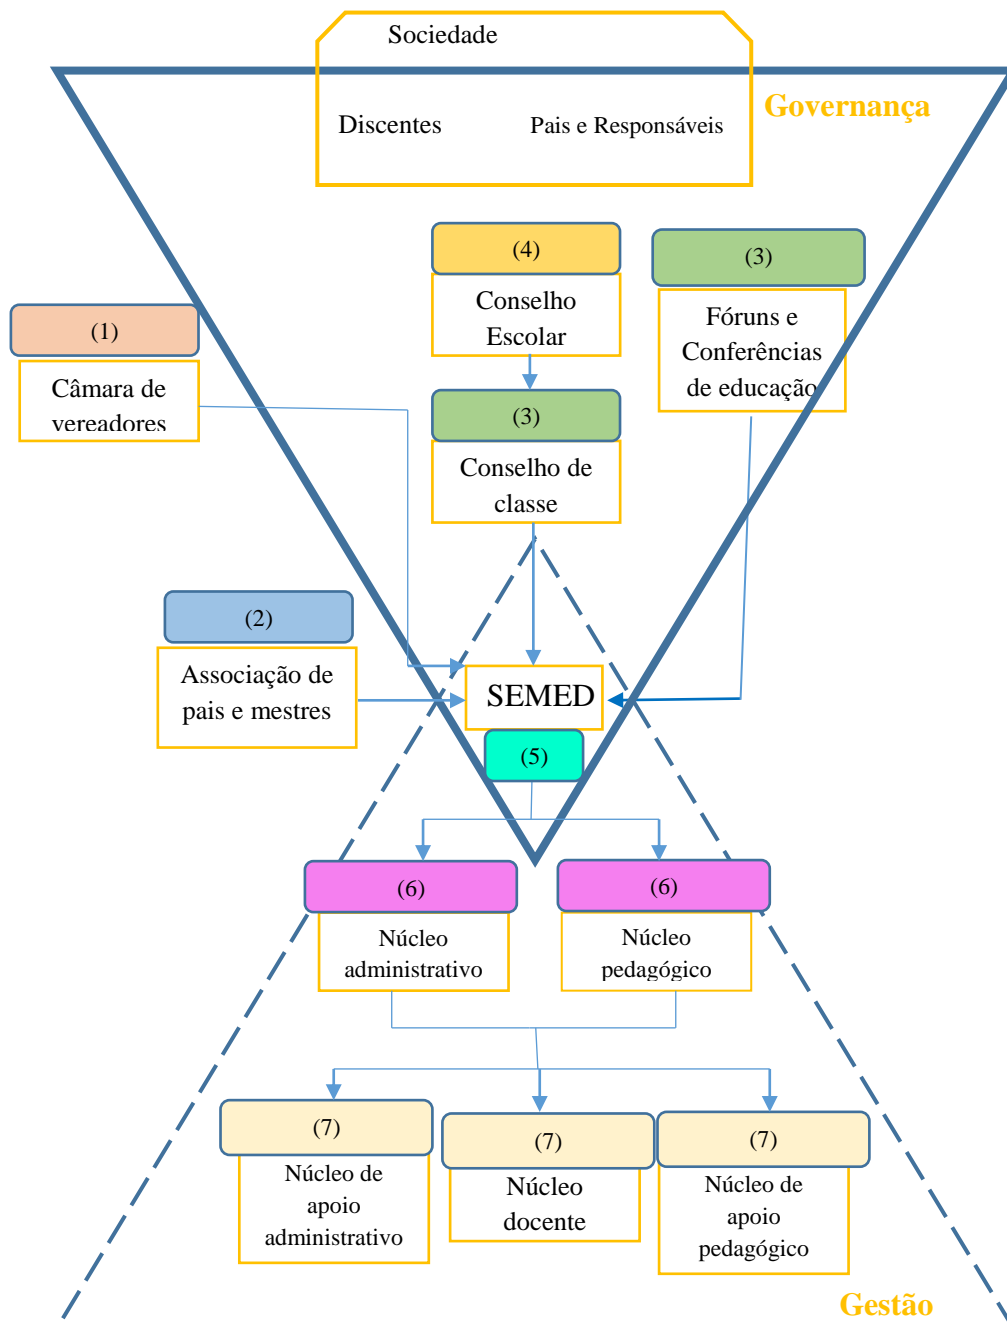 Sociedade
Governança
Discentes
Pais e Responsáveis
(4)
(3)
Conselho
Escolar
Fóruns e
Conferências
de educação
(1)
Câmara de
vereadores
(3)
Conselho de
classe
(2)
Associação de
pais e mestres
SEMED
(5)
(6)
(6)
Núcleo
administrativo
Núcleo
pedagógico
(7)
(7)
(7)
Núcleo de
apoio
administrativo
Núcleo
docente
Núcleo de
apoio
pedagógico
Gestão